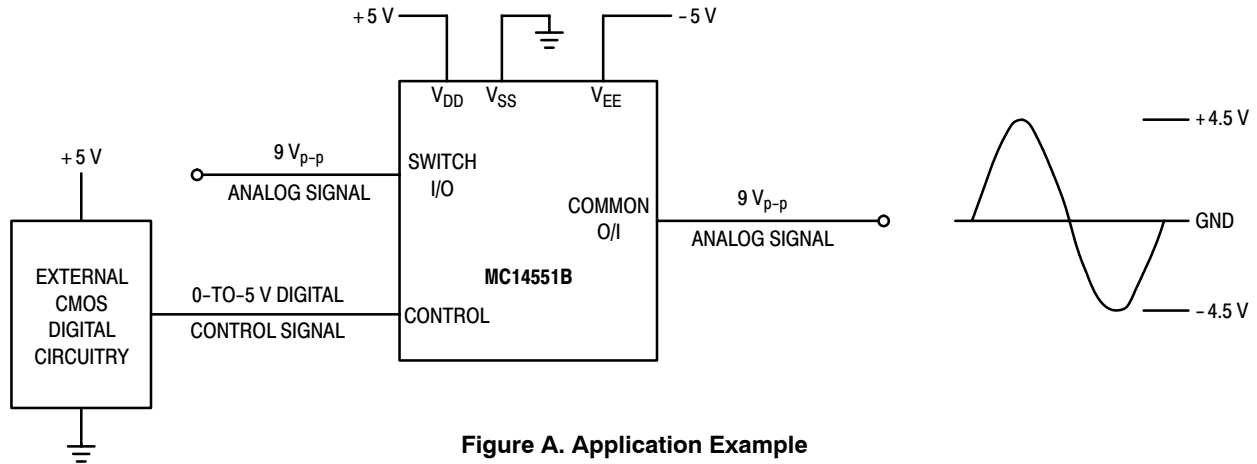 +5 V
−5 V
V_DD V_SS V_EE
+5 V
9 V_p−p
ANALOG SIGNAL
SWITCH
I/O
COMMON
O/I
9 V_p−p
ANALOG SIGNAL
+4.5 V
GND
−4.5 V
EXTERNAL
CMOS
DIGITAL
CIRCUITRY
0−TO−5 V DIGITAL
CONTROL SIGNAL
CONTROL
MC14551B
Figure A. Application Example